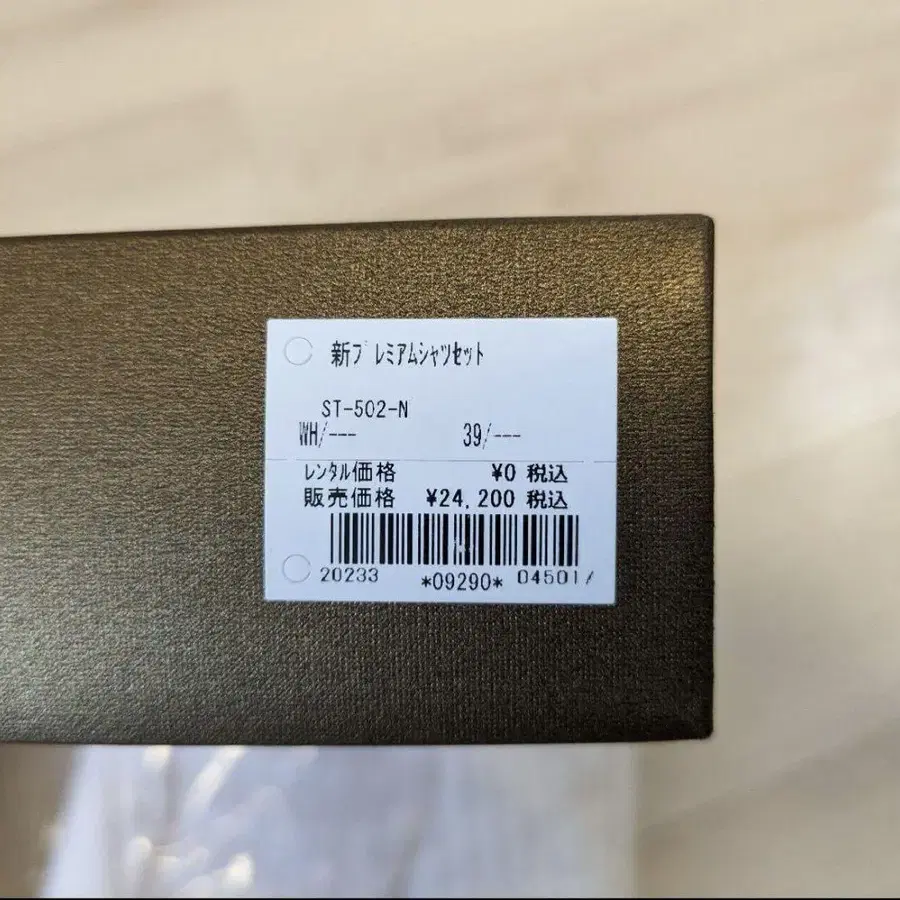 新プレミアムシャツセット
ST-502-N
WH/--- 39/---
レンタル価格 ¥0 税込
販売価格 ¥24,200 税込
20233 *09290* 04501/